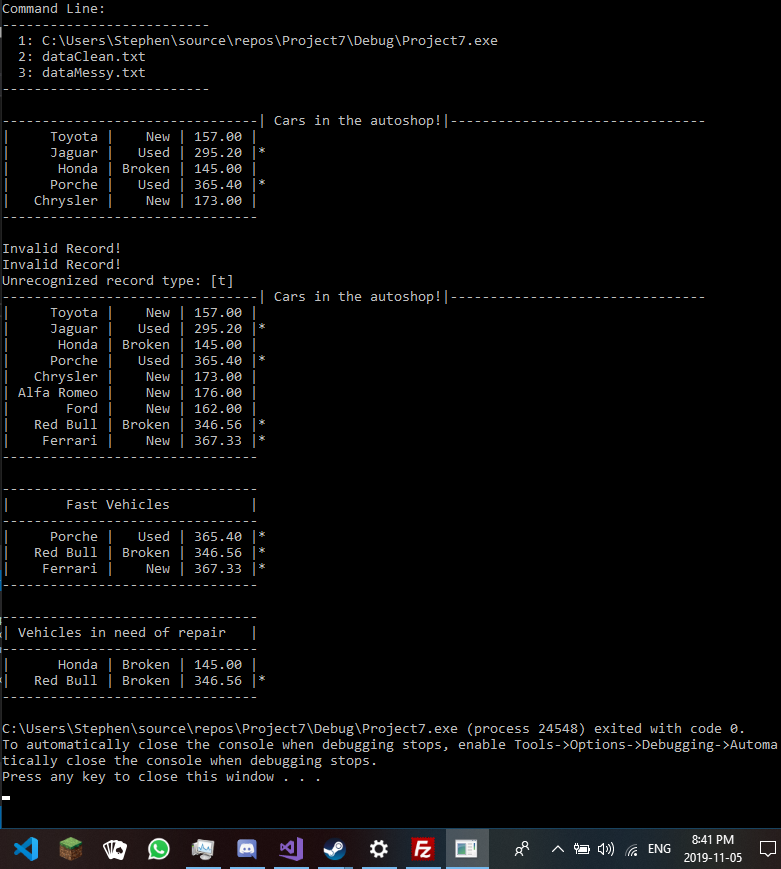 Command Line:
--------------------------
  1: C:\Users\Stephen\source\repos\Project7\Debug\Project7.exe
  2: dataClean.txt
  3: dataMessy.txt
--------------------------
--------------------------------| Cars in the autoshop!|--------------------------------
|     Toyota |    New | 157.00 |
|     Jaguar |   Used | 295.20 |*
|      Honda | Broken | 145.00 |
|     Porche |   Used | 365.40 |*
|   Chrysler |    New | 173.00 |
--------------------------------
Invalid Record!
Invalid Record!
Unrecognized record type: [t]
--------------------------------| Cars in the autoshop!|--------------------------------
|     Toyota |    New | 157.00 |
|     Jaguar |   Used | 295.20 |*
|      Honda | Broken | 145.00 |
|     Porche |   Used | 365.40 |*
|   Chrysler |    New | 173.00 |
| Alfa Romeo |    New | 176.00 |
|       Ford |    New | 162.00 |
|   Red Bull | Broken | 346.56 |*
|    Ferrari |    New | 367.33 |*
--------------------------------
--------------------------------
|       Fast Vehicles          |
--------------------------------
|     Porche |   Used | 365.40 |*
|   Red Bull | Broken | 346.56 |*
|    Ferrari |    New | 367.33 |*
--------------------------------
--------------------------------
| Vehicles in need of repair   |
--------------------------------
|      Honda | Broken | 145.00 |
|   Red Bull | Broken | 346.56 |*
--------------------------------
C:\Users\Stephen\source\repos\Project7\Debug\Project7.exe (process 24548) exited with code 0.
To automatically close the console when debugging stops, enable Tools->Options->Debugging->Automa
tically close the console when debugging stops.
Press any key to close this window . . .
Fz
ENG
8:41 PM
2019-11-05